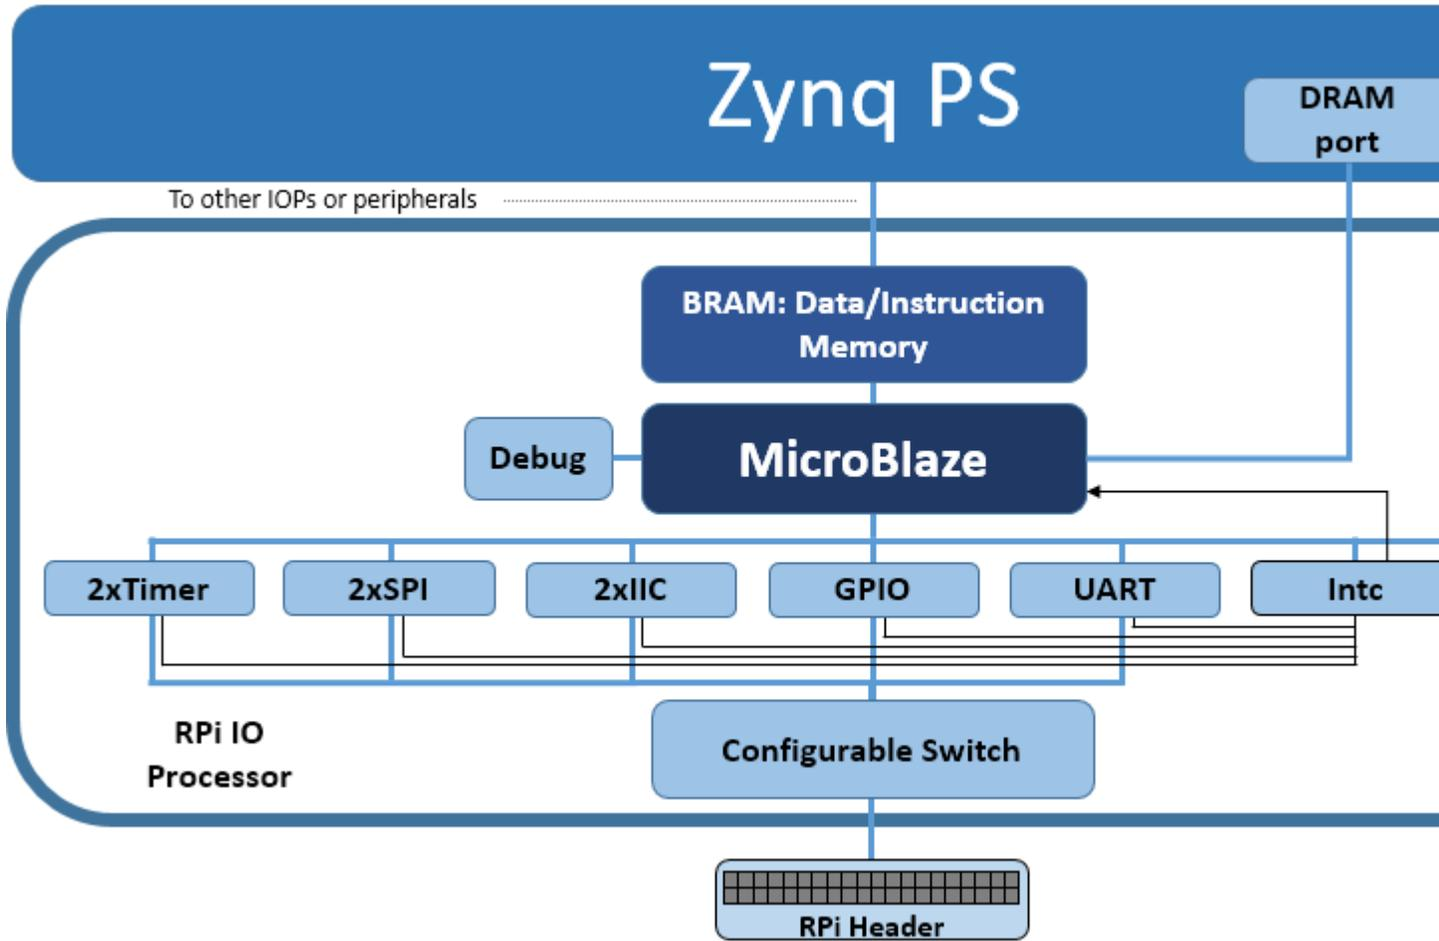 Zynq PS
DRAM
port
To other IOPs or peripherals
BRAM: Data/Instruction
Memory
Debug
MicroBlaze
2xTimer
2xSPI
2xIIC
GPIO
UART
Intc
RPi IO
Processor
Configurable Switch
RPi Header